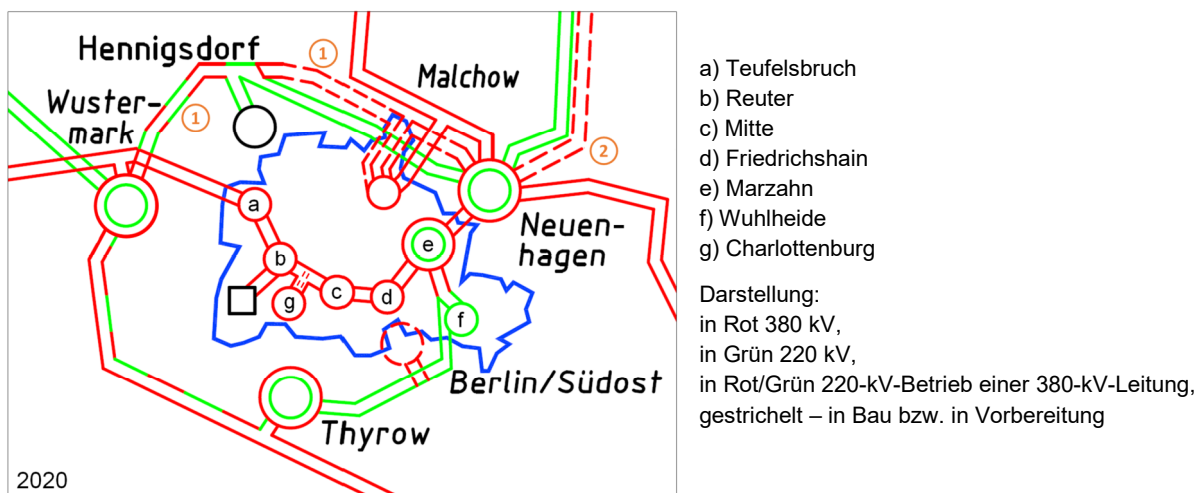 Hennigsdorf
1
Malchow
Wuster-
mark
1
2
a
Neuen-
hagen
e
b
g
c
d
f
Berlin/Südost
Thyrow
2020
a) Teufelsbruch
b) Reuter
c) Mitte
d) Friedrichshain
e) Marzahn
f) Wuhlheide
g) Charlottenburg
Darstellung:
in Rot 380 kV,
in Grün 220 kV,
in Rot/Grün 220-kV-Betrieb einer 380-kV-Leitung,
gestrichelt – in Bau bzw. in Vorbereitung